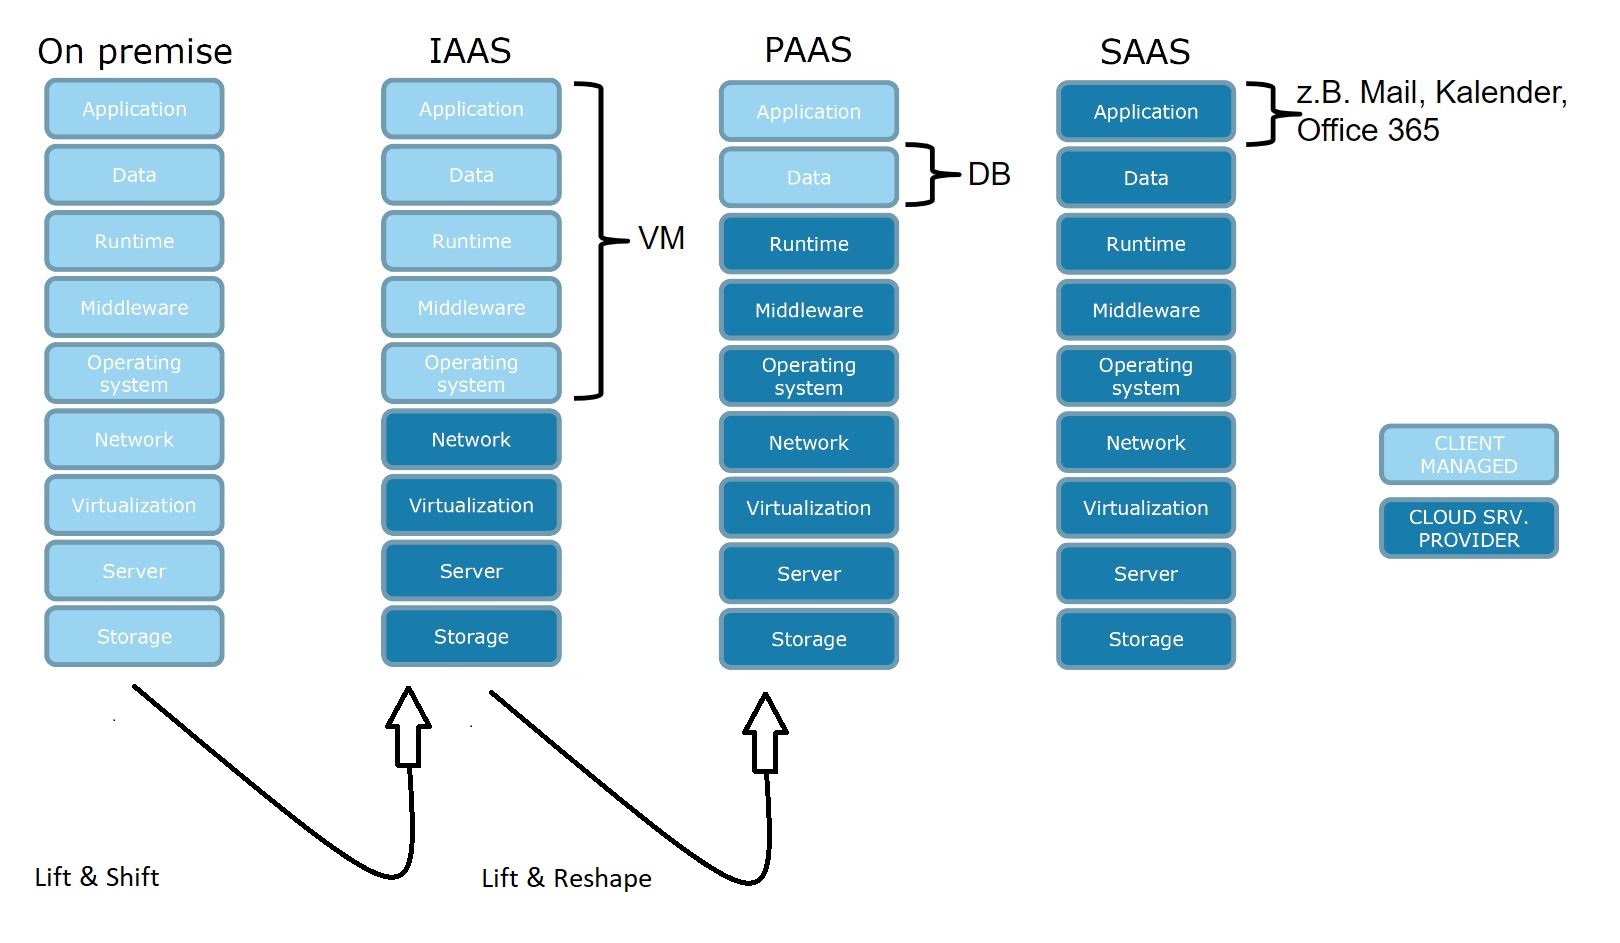 On premise
Application
Data
Runtime
Middleware
Operating
system
Network
Virtualization
Server
Storage
IAAS
Application
Data
Runtime
Middleware
Operating
system
Network
Virtualization
Server
Storage
VM
PAAS
Application
Data
Runtime
Middleware
Operating
system
Network
Virtualization
Server
Storage
DB
SAAS
Application
Data
Runtime
Middleware
Operating
system
Network
Virtualization
Server
Storage
z.B. Mail, Kalender,
Office 365
CLIENT
MANAGED
CLOUD SRV.
PROVIDER
Lift & Shift
Lift & Reshape